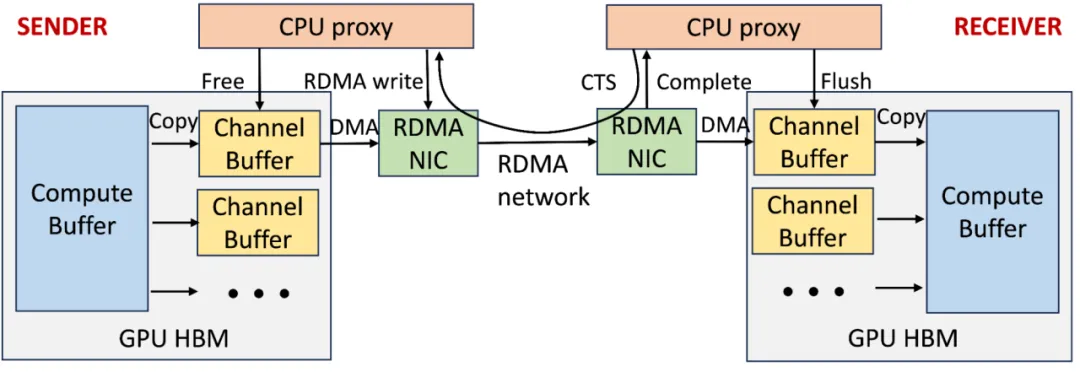 SENDER
CPU proxy
CPU proxy
RECEIVER
Free
RDMA write
CTS
Complete
Flush
Copy
Channel
Buffer
DMA
RDMA
NIC
RDMA
network
RDMA
NIC
DMA
Channel
Buffer
Copy
Compute
Buffer
Channel
Buffer
Channel
Buffer
Compute
Buffer
• • •
• • •
GPU HBM
GPU HBM